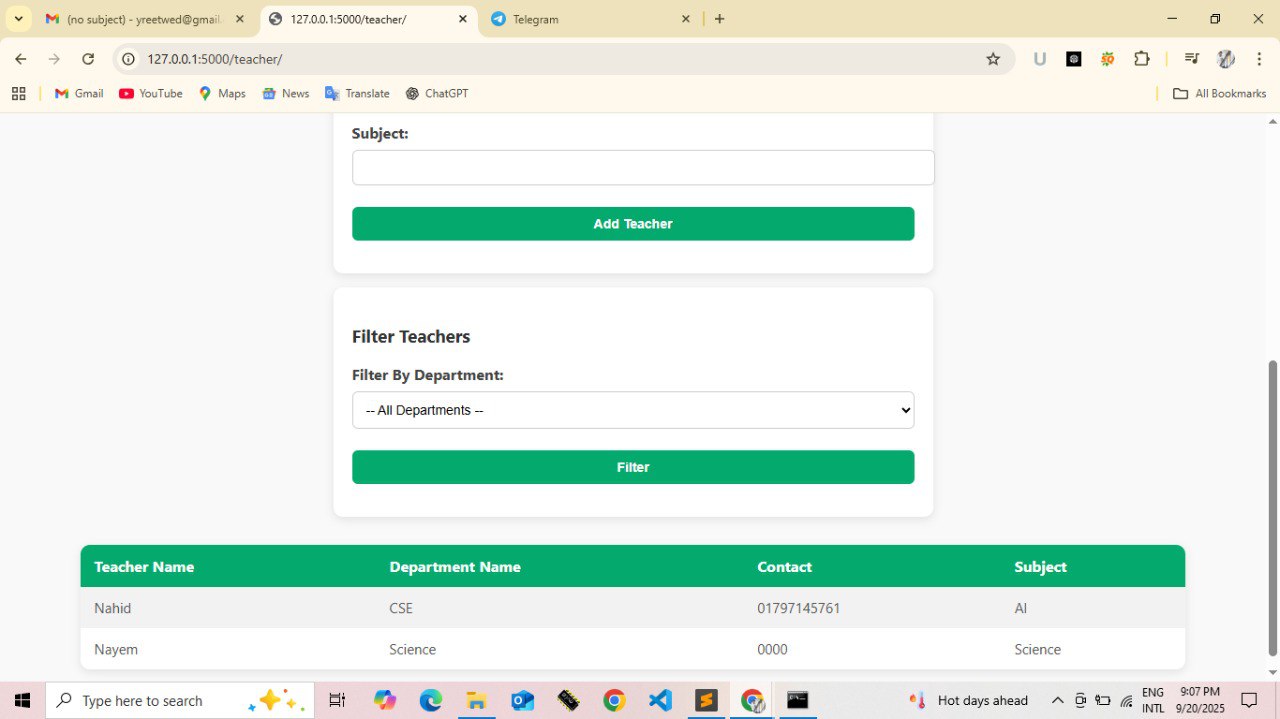 (no subject) - yreetwed@gmail
127.0.0.1:5000/teacher/
Telegram
127.0.0.1:5000/teacher/
Gmail
YouTube
Maps
News
Translate
ChatGPT
All Bookmarks
Subject:
Add Teacher
Filter Teachers
Filter By Department:
-- All Departments --
Filter
Teacher Name Department Name Contact Subject
Nahid CSE 01797145761 AI
Nayem Science 0000 Science
Type here to search
Hot days ahead
ENG
INTL
9:07 PM
9/20/2025